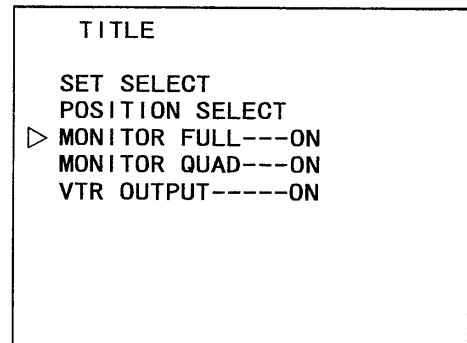 TITLE
SET SELECT
POSITION SELECT
▷ MONITOR FULL---ON
MONITOR QUAD---ON
VTR OUTPUT-----ON